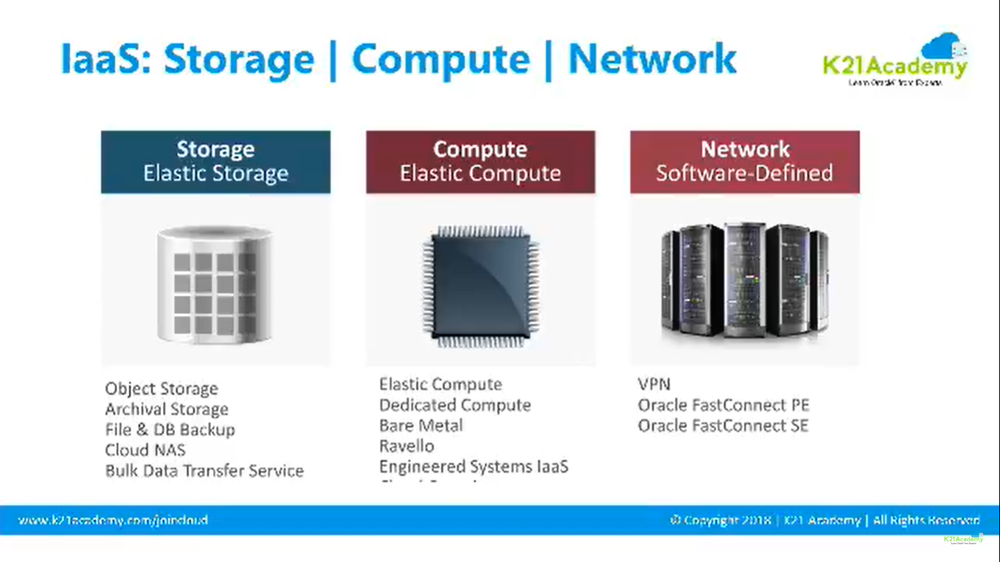 IaaS: Storage | Compute | Network
K21Academy
Learn Oracle from Experts
Storage
Elastic Storage
Object Storage
Archival Storage
File & DB Backup
Cloud NAS
Bulk Data Transfer Service
Compute
Elastic Compute
Elastic Compute
Dedicated Compute
Bare Metal
Ravello
Engineered Systems IaaS
Network
Software-Defined
VPN
Oracle FastConnect PE
Oracle FastConnect SE
www.k21academy.com/joincloud
© Copyright 2018 | K21 Academy | All Rights Reserved
K21Academy